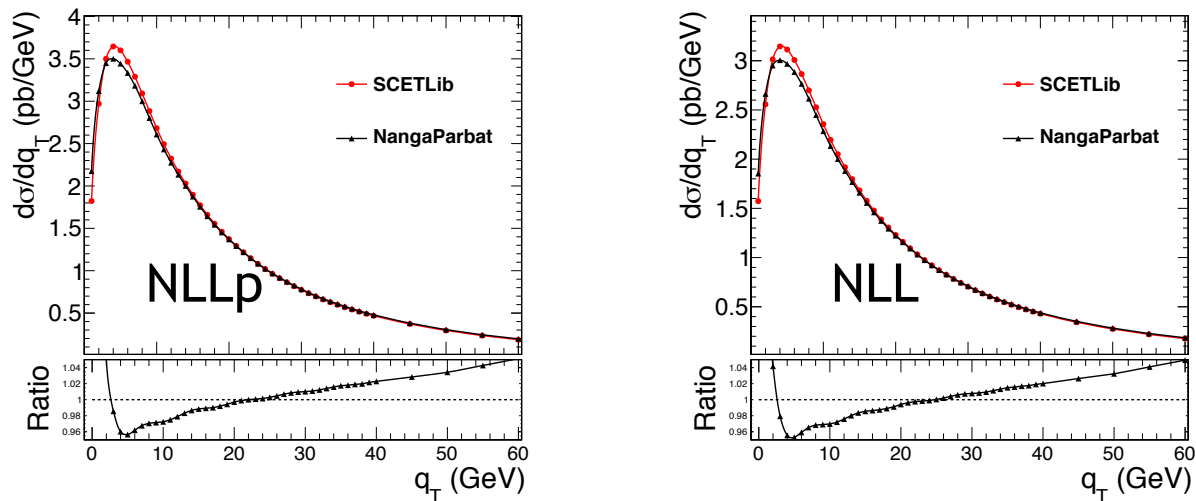 dσ/dq_T (pb/GeV)
4
3.5
3
2.5
2
1.5
1
0.5
SCETLib
NangaParbat
NLLp
Ratio
1.04
1.02
1
0.98
0.96
0 10 20 30 40 50 60
q_T (GeV)
dσ/dq_T (pb/GeV)
3
2.5
2
1.5
1
0.5
SCETLib
NangaParbat
NLL
Ratio
1.04
1.02
1
0.98
0.96
0 10 20 30 40 50 60
q_T (GeV)